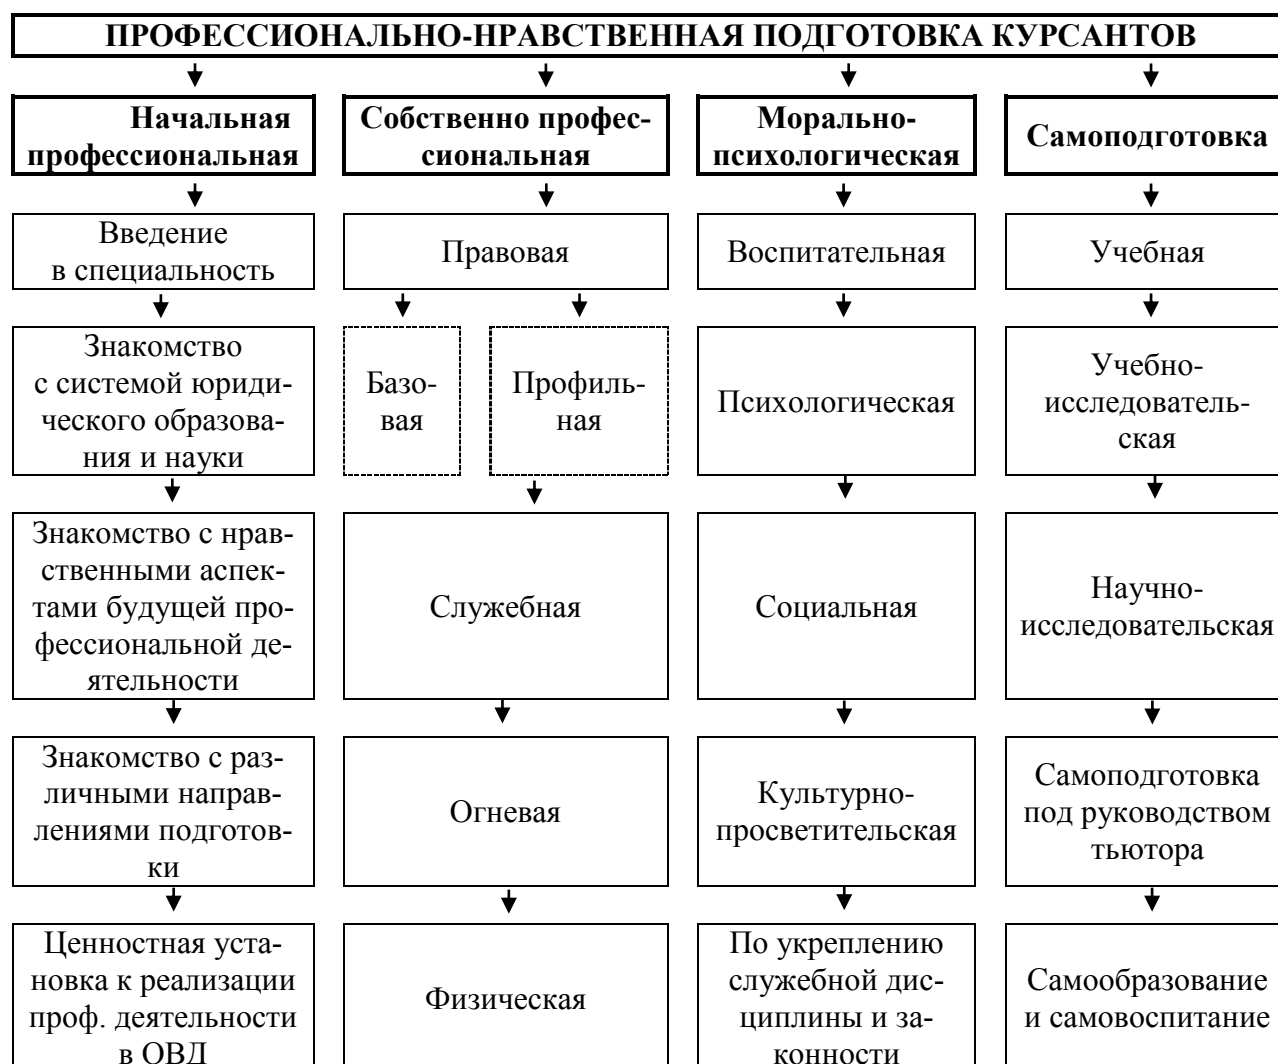 ПРОФЕССИОНАЛЬНО-НРАВСТВЕННАЯ ПОДГОТОВКА КУРСАНТОВ
Начальная
профессиональная
Собственно профес-
сиональная
Морально-
психологическая
Самоподготовка
Введение
в специальность
Правовая
Воспитательная
Учебная
Знакомство
с системой юриди-
ческого образова-
ния и науки
Базо-
вая
Профиль-
ная
Психологическая
Учебно-
исследователь-
ская
Знакомство с нрав-
ственными аспек-
тами будущей про-
фессиональной де-
ятельности
Служебная
Социальная
Научно-
исследовательская
Знакомство с раз-
личными направ-
лениями подготов-
ки
Огневая
Культурно-
просветительская
Самоподготовка
под руководством
тьютора
Ценностная уста-
новка к реализации
проф. деятельности
в ОВД
Физическая
По укреплению
служебной дис-
циплины и за-
конности
Самообразование
и самовоспитание